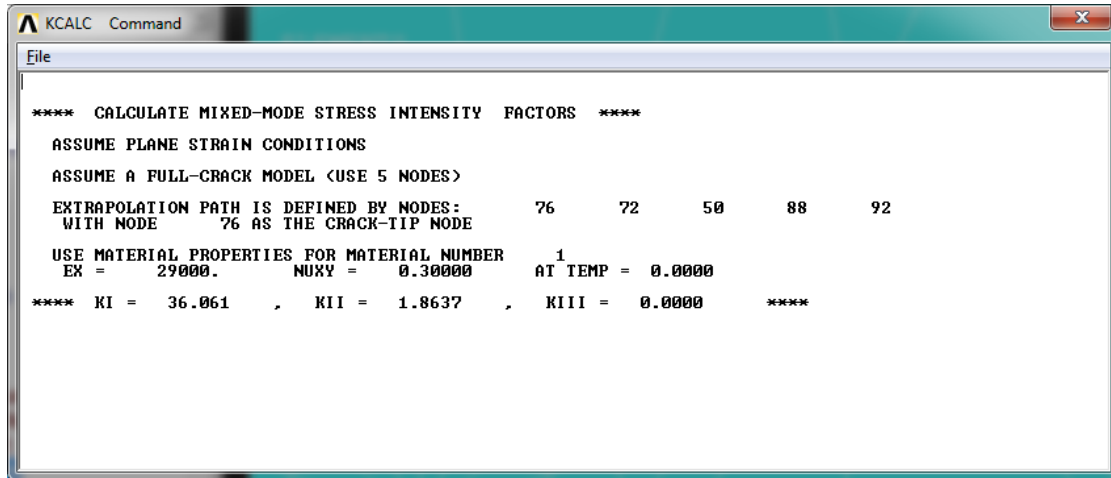 KCALC Command
File
**** CALCULATE MIXED-MODE STRESS INTENSITY FACTORS ****
ASSUME PLANE STRAIN CONDITIONS
ASSUME A FULL-CRACK MODEL (USE 5 NODES)
EXTRAPOLATION PATH IS DEFINED BY NODES: 76 72 50 88 92
WITH NODE 76 AS THE CRACK-TIP NODE
USE MATERIAL PROPERTIES FOR MATERIAL NUMBER 1
EX = 29000. NUXY = 0.30000 AT TEMP = 0.0000
**** KI = 36.061 , KII = 1.8637 , KIII = 0.0000 ****